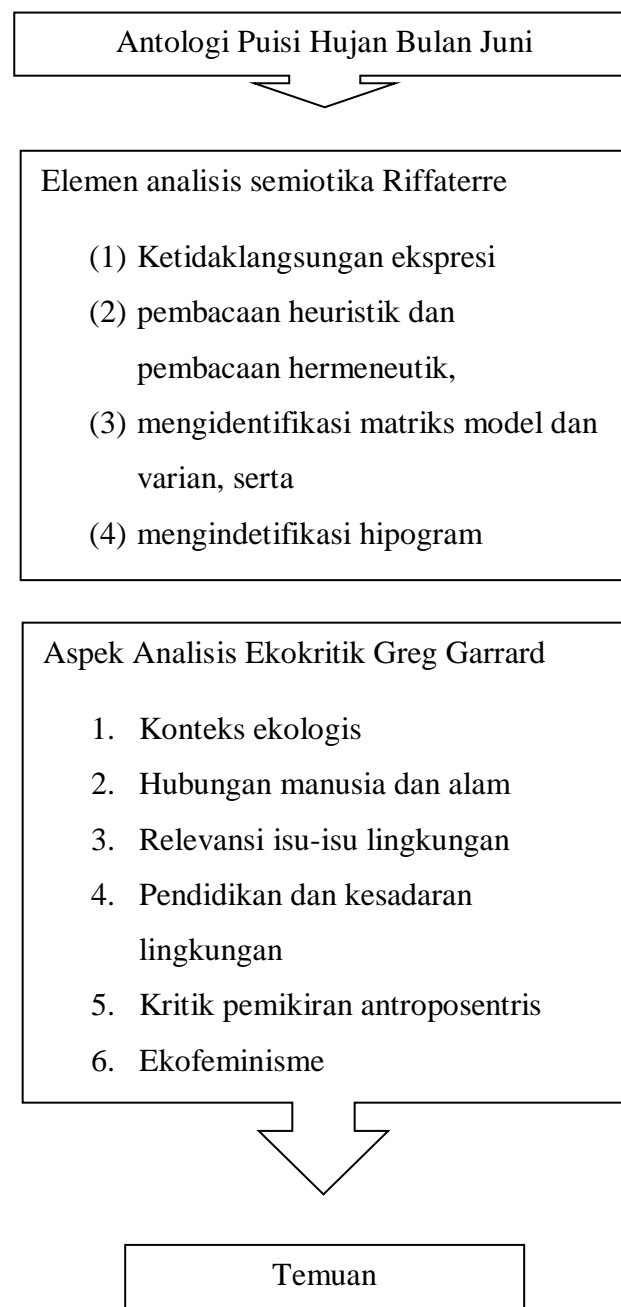 Antologi Puisi Hujan Bulan Juni
Elemen analisis semiotika Riffaterre
(1) Ketidaklangsungan ekspresi
(2) pembacaan heuristik dan
pembacaan hermeneutik,
(3) mengidentifikasi matriks model dan
varian, serta
(4) mengindetifikasi hipogram
Aspek Analisis Ekokritik Greg Garrard
1. Konteks ekologis
2. Hubungan manusia dan alam
3. Relevansi isu-isu lingkungan
4. Pendidikan dan kesadaran
lingkungan
5. Kritik pemikiran antroposentris
6. Ekofeminisme
Temuan